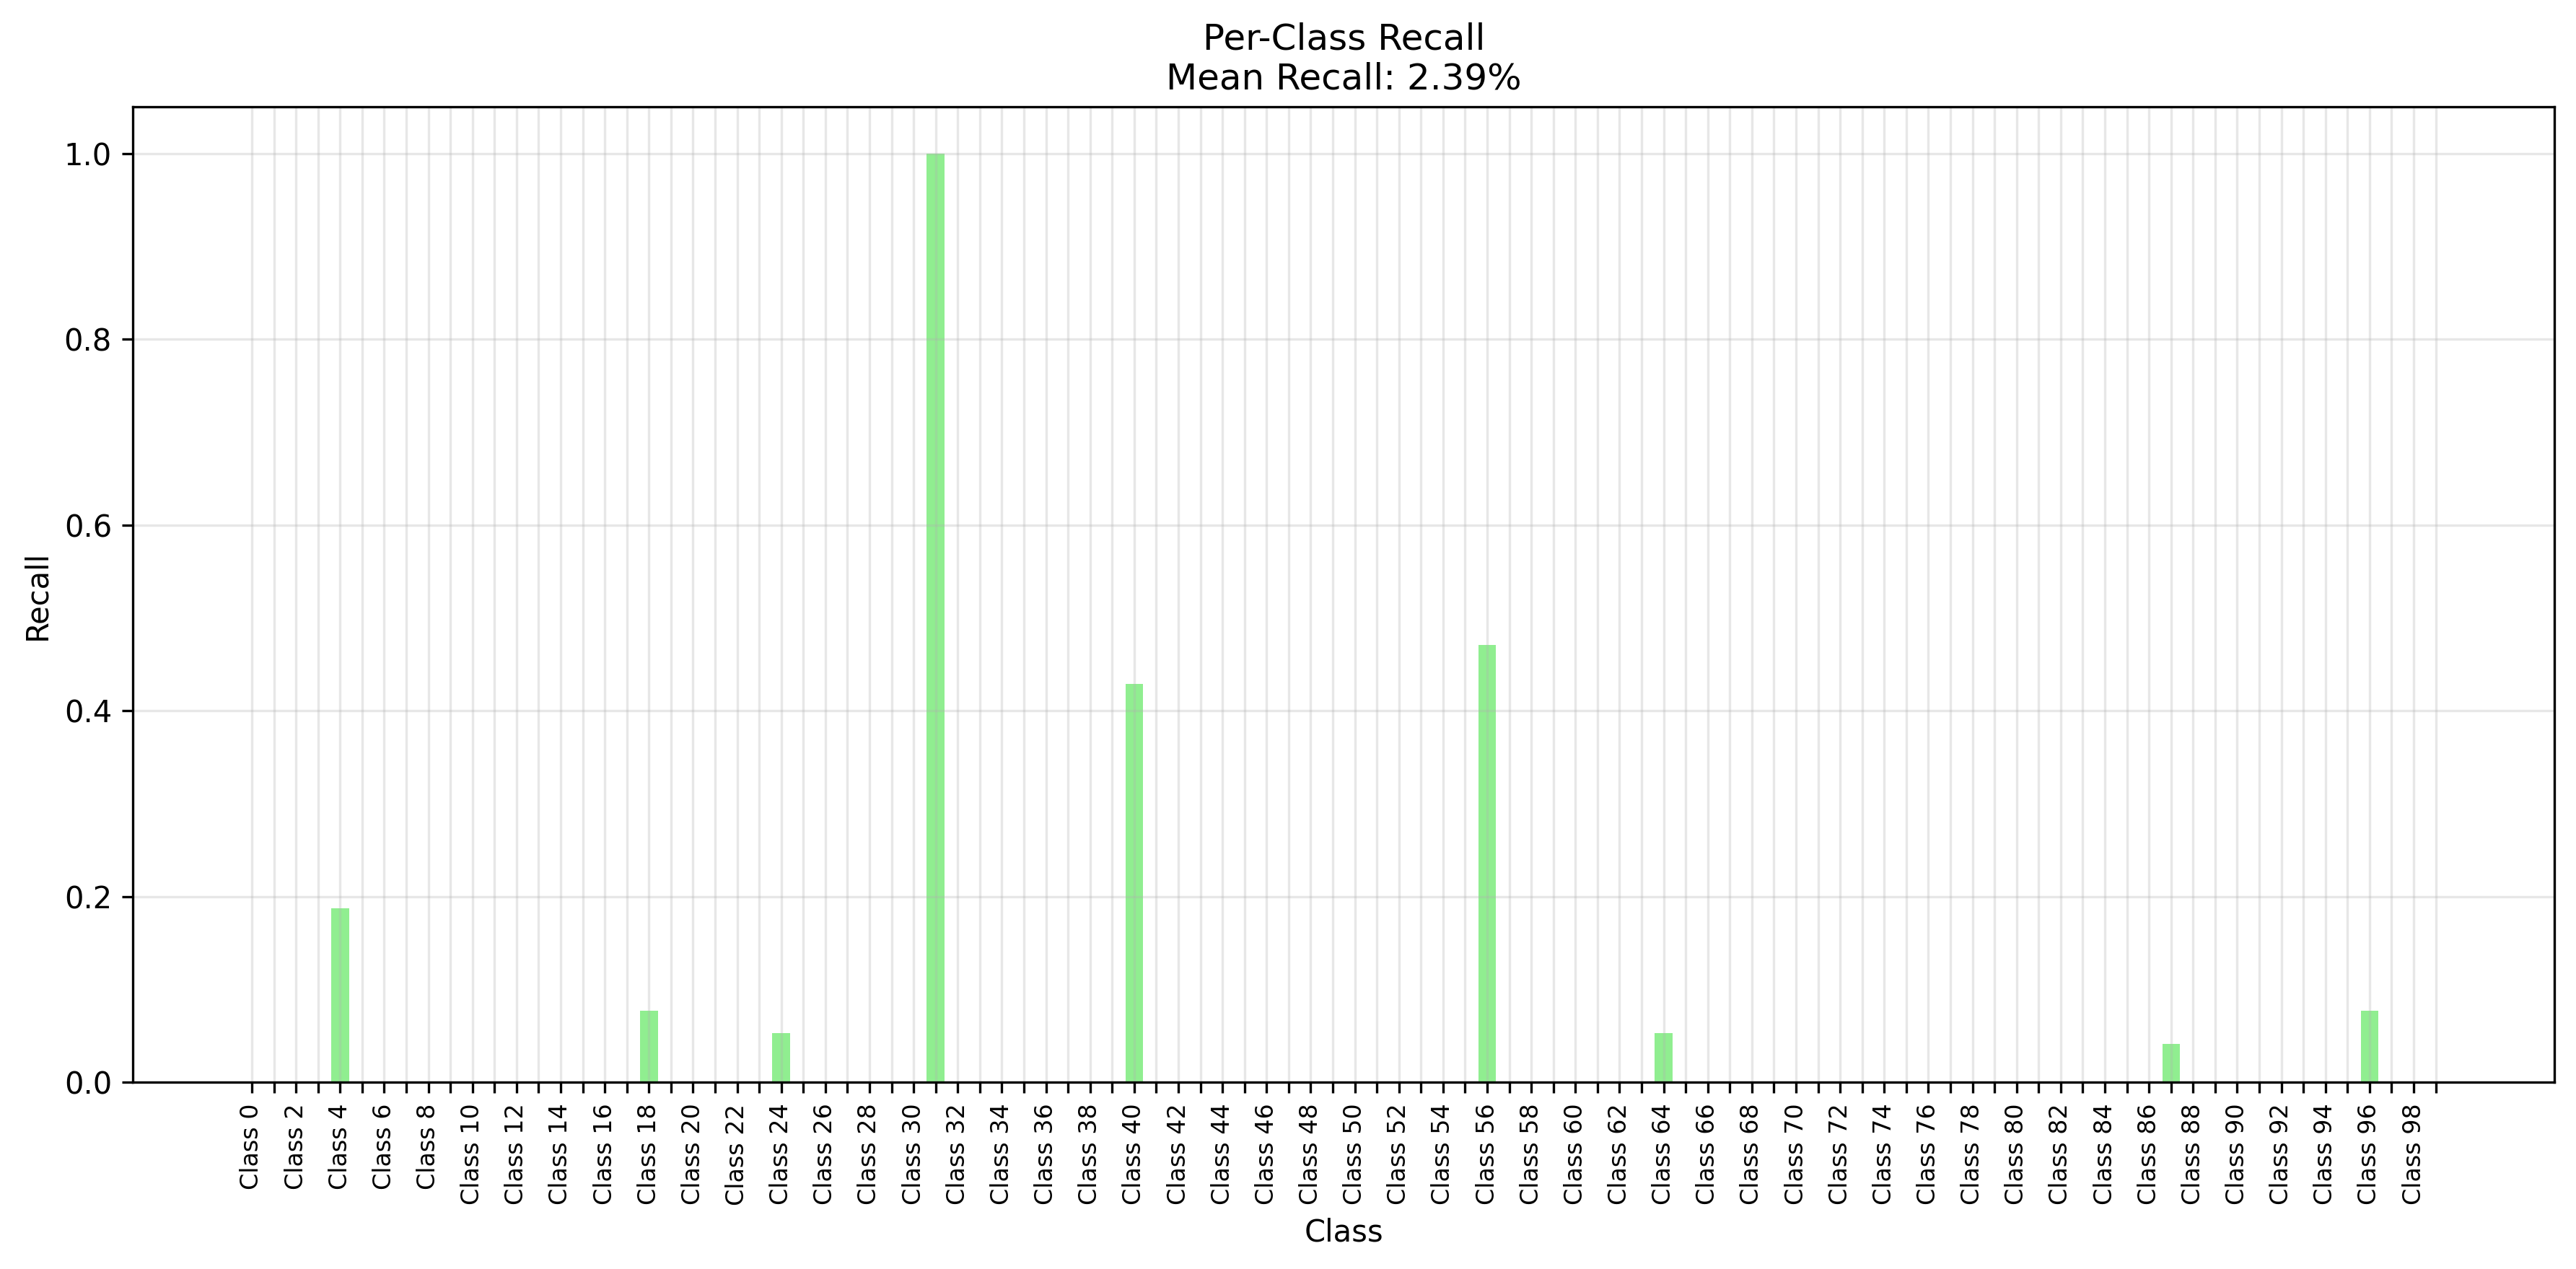 Per-Class Recall
Mean Recall: 2.39%
Recall
1.0
0.8
0.6
0.4
0.2
0.0
Class 0
Class 2
Class 4
Class 6
Class 8
Class 10
Class 12
Class 14
Class 16
Class 18
Class 20
Class 22
Class 24
Class 26
Class 28
Class 30
Class 32
Class 34
Class 36
Class 38
Class 40
Class 42
Class 44
Class 46
Class 48
Class 50
Class 52
Class 54
Class 56
Class 58
Class 60
Class 62
Class 64
Class 66
Class 68
Class 70
Class 72
Class 74
Class 76
Class 78
Class 80
Class 82
Class 84
Class 86
Class 88
Class 90
Class 92
Class 94
Class 96
Class 98
Class